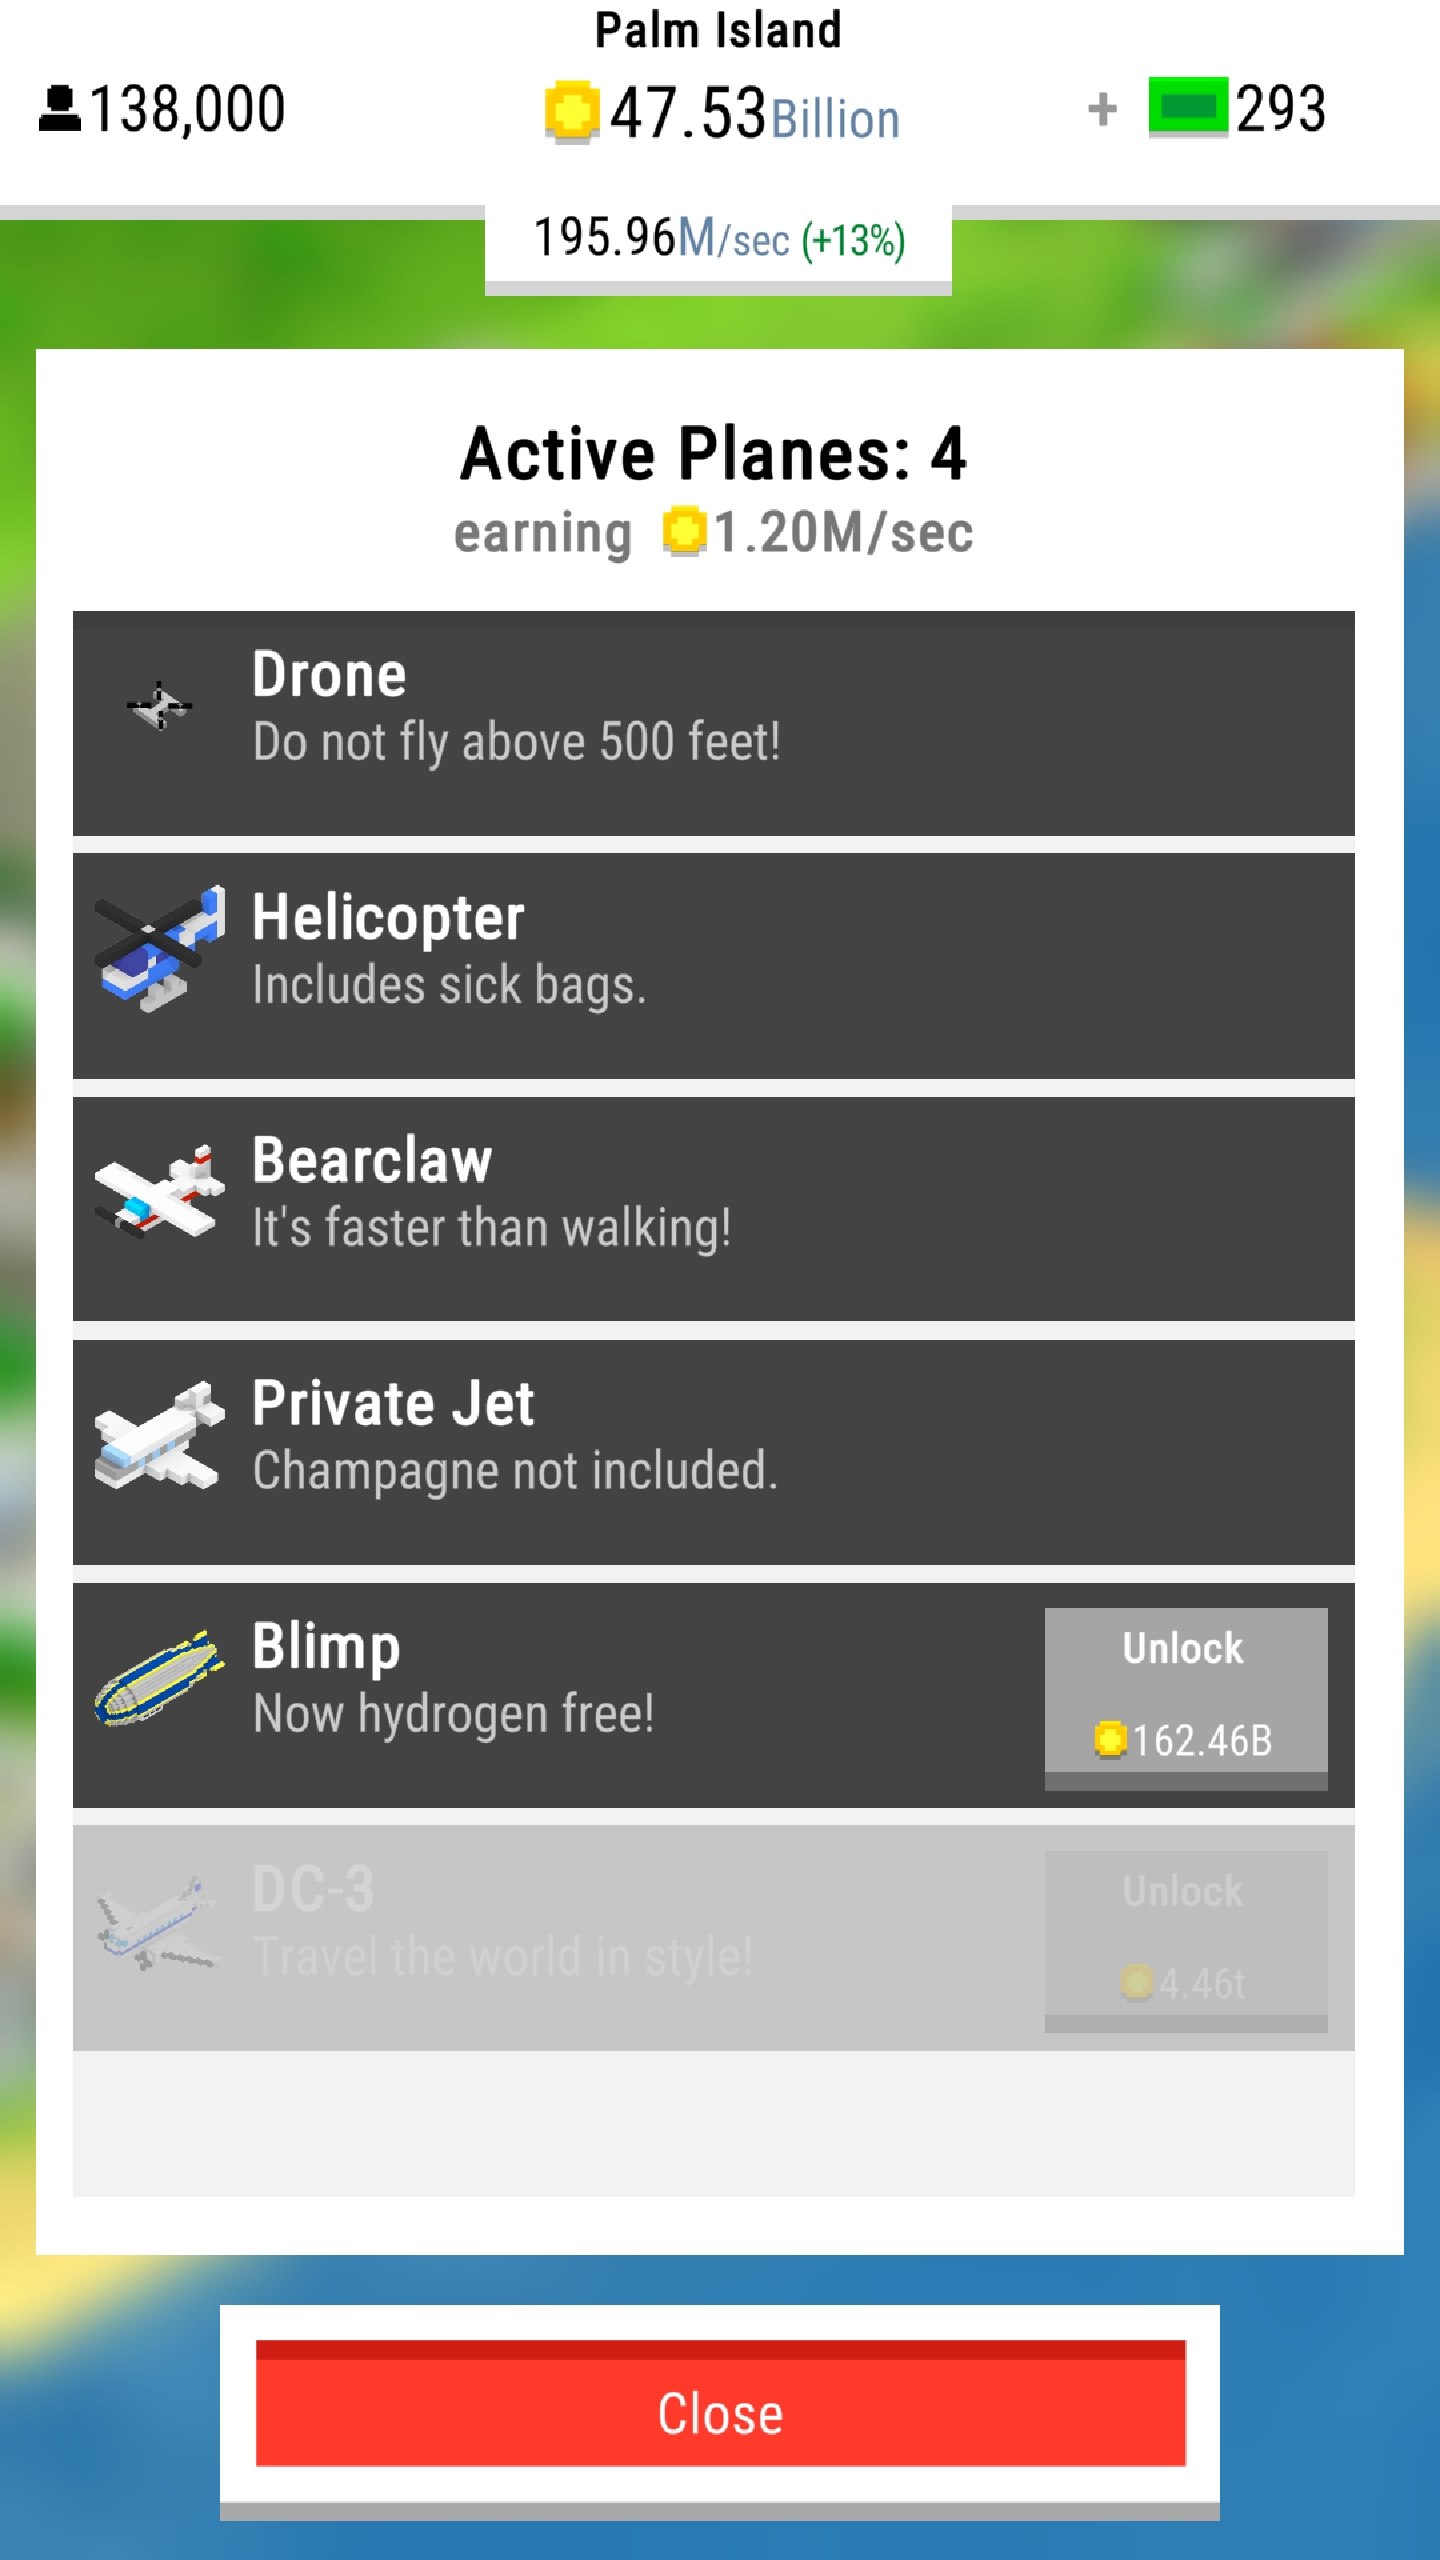 Palm Island
138,000
47.53Billion
+ 293
195.96M/sec (+13%)
Active Planes: 4
earning 1.20M/sec
Drone
Do not fly above 500 feet!
Helicopter
Includes sick bags.
Bearclaw
It's faster than walking!
Private Jet
Champagne not included.
Blimp
Now hydrogen free!
Unlock
162.46B
DC-3
Travel the world in style!
Unlock
4.46t
Close